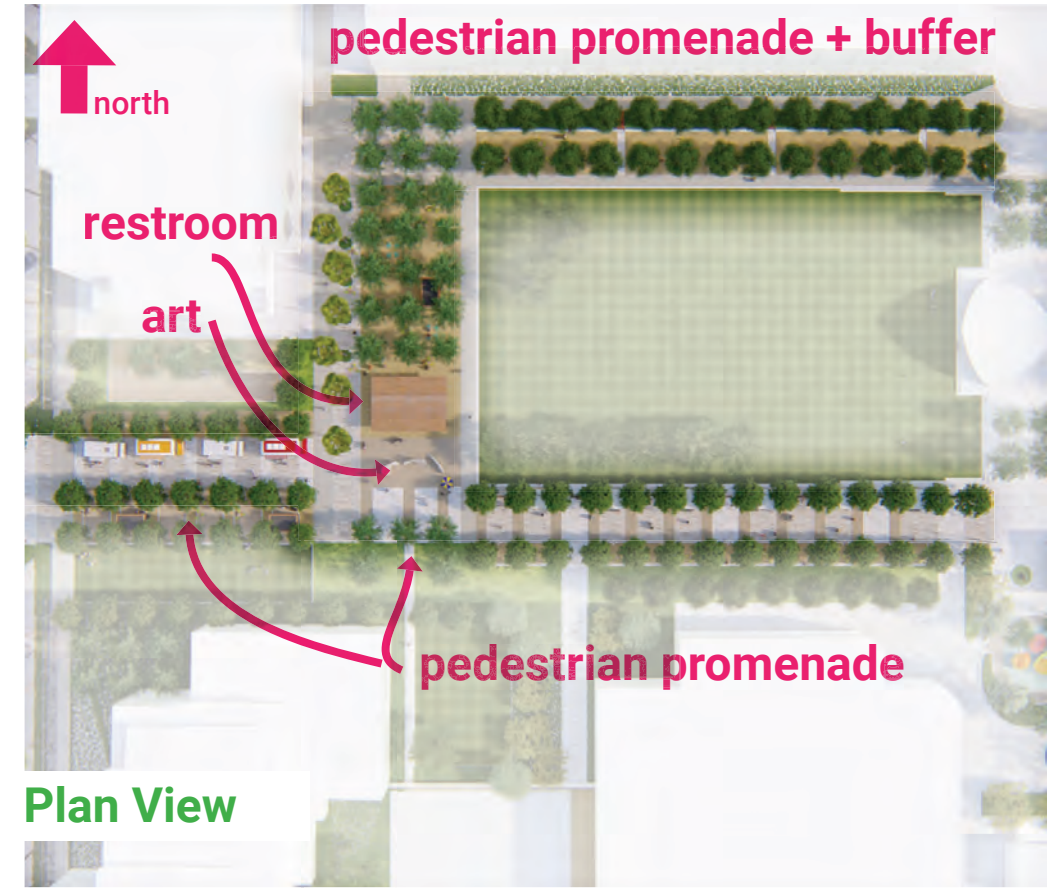 pedestrian promenade + buffer
north
restroom
art
pedestrian promenade
Plan View